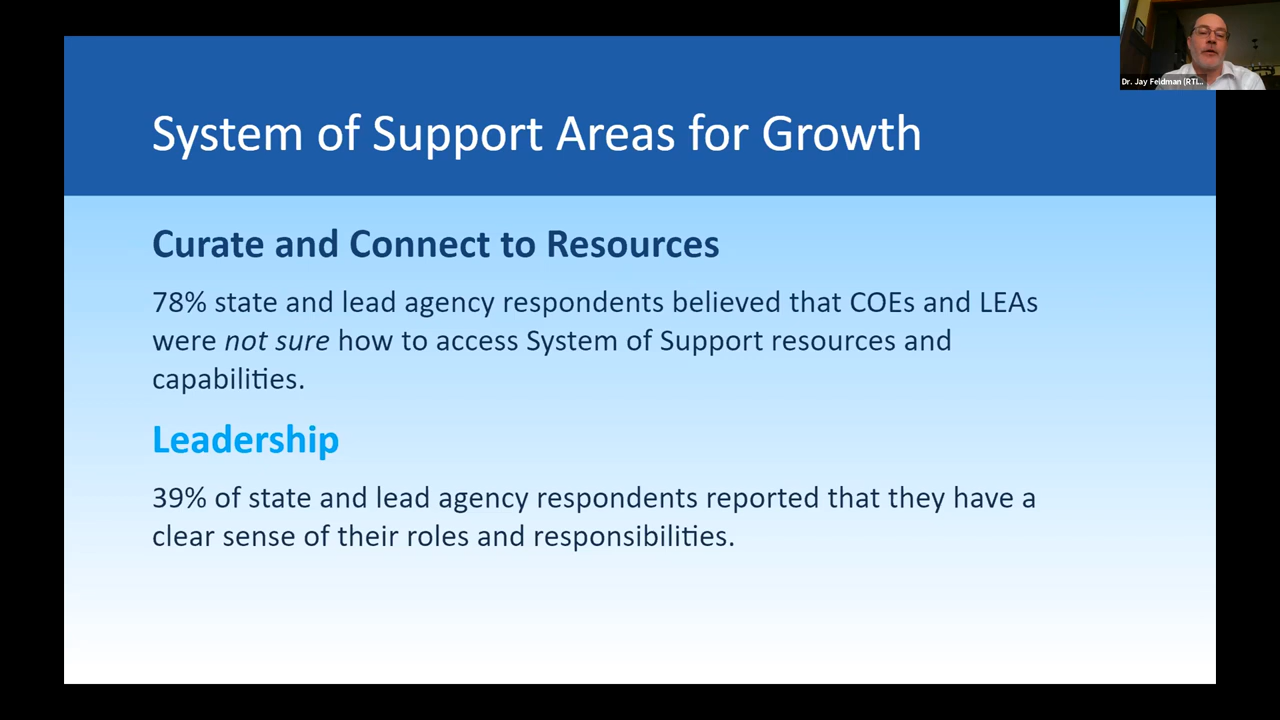 Dr. Jay Feldman (RTI...
System of Support Areas for Growth
Curate and Connect to Resources
78% state and lead agency respondents believed that COEs and LEAs
were not sure how to access System of Support resources and
capabilities.
Leadership
39% of state and lead agency respondents reported that they have a
clear sense of their roles and responsibilities.